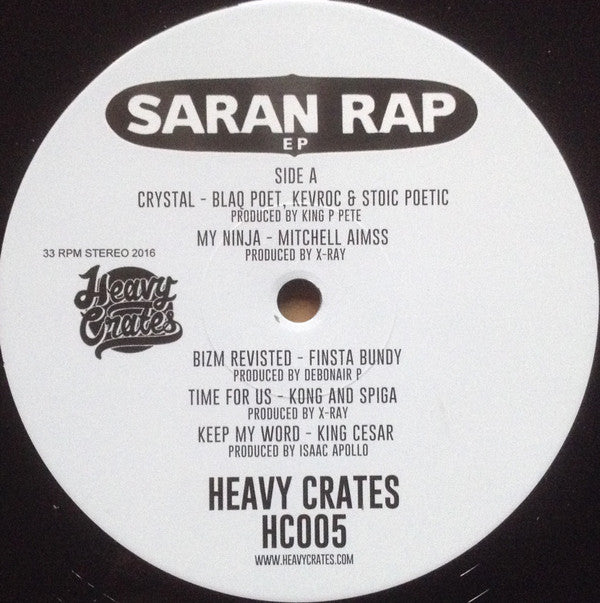 SARAN RAP
EP
SIDE A
CRYSTAL - BLAQ POET, KEVROC & STOIC POETIC
PRODUCED BY KING P PETE
MY NINJA - MITCHELL AIMSS
PRODUCED BY X-RAY
33 RPM STEREO 2016
Heavy
Crates
BIZM REVISTED - FINSTA BUNDY
PRODUCED BY DEBONAIR P
TIME FOR US - KONG AND SPIGA
PRODUCED BY X-RAY
KEEP MY WORD - KING CESAR
PRODUCED BY ISAAC APOLLO
HEAVY CRATES
HC005
WWW.HEAVYCRATES.COM